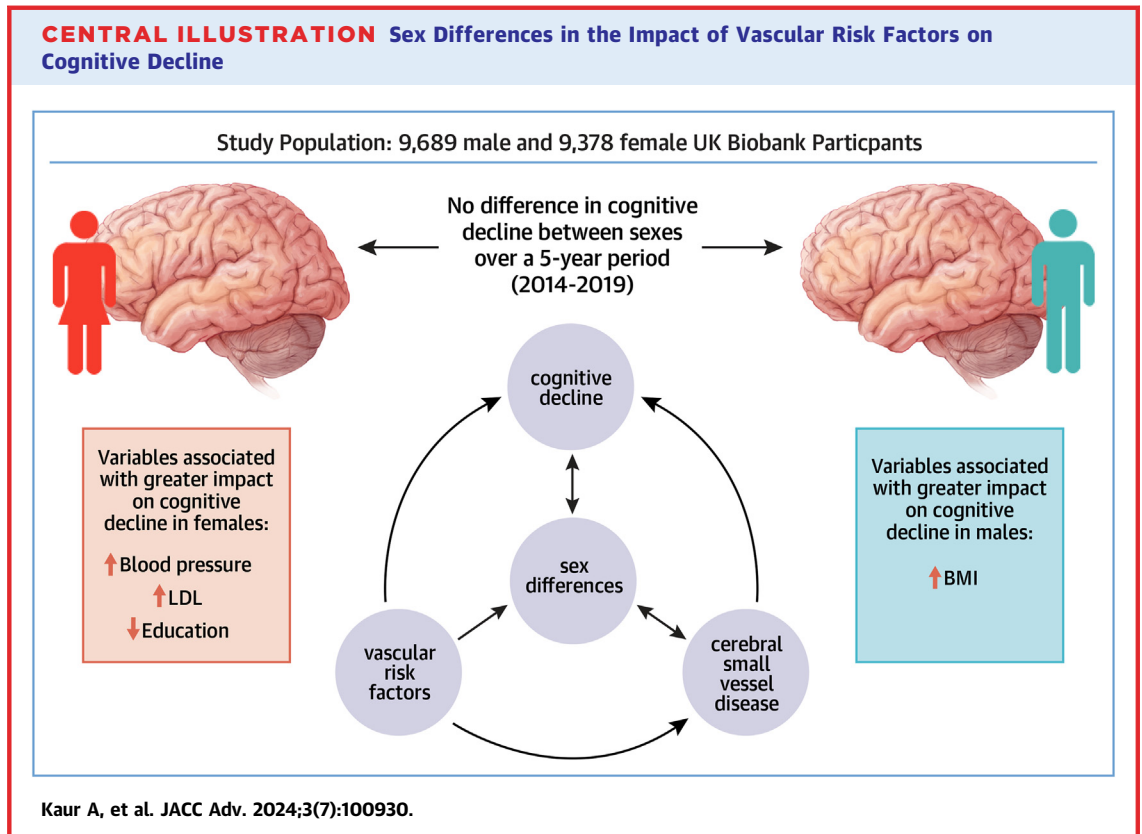 CENTRAL ILLUSTRATION Sex Differences in the Impact of Vascular Risk Factors on
Cognitive Decline
Study Population: 9,689 male and 9,378 female UK Biobank Particpants
No difference in cognitive
decline between sexes
over a 5-year period
(2014-2019)
cognitive
decline
Variables associated
with greater impact
on cognitive
decline in females:
↑Blood pressure
↑LDL
↓Education
sex
differences
vascular
risk
factors
cerebral
small
vessel
disease
Variables associated
with greater impact
on cognitive
decline in males:
↑BMI
Kaur A, et al. JACC Adv. 2024;3(7):100930.